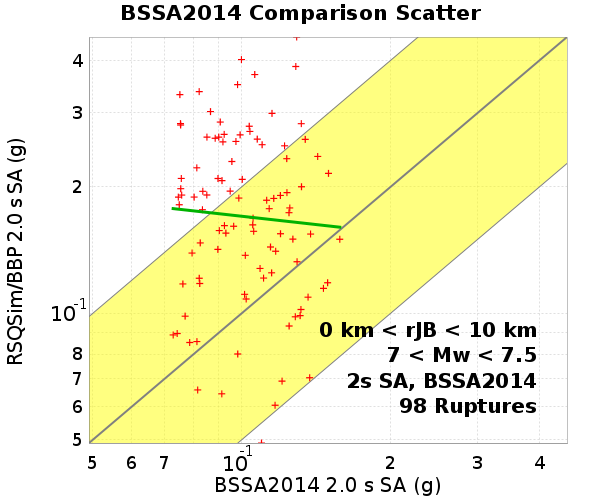 BSSA2014 Comparison Scatter
RSQSim/BBP 2.0 s SA (g)
4
3
2
10^-1
8
7
6
5
0 km < rJB < 10 km
7 < Mw < 7.5
2s SA, BSSA2014
98 Ruptures
5 6 7 10^-1 2 3 4
BSSA2014 2.0 s SA (g)